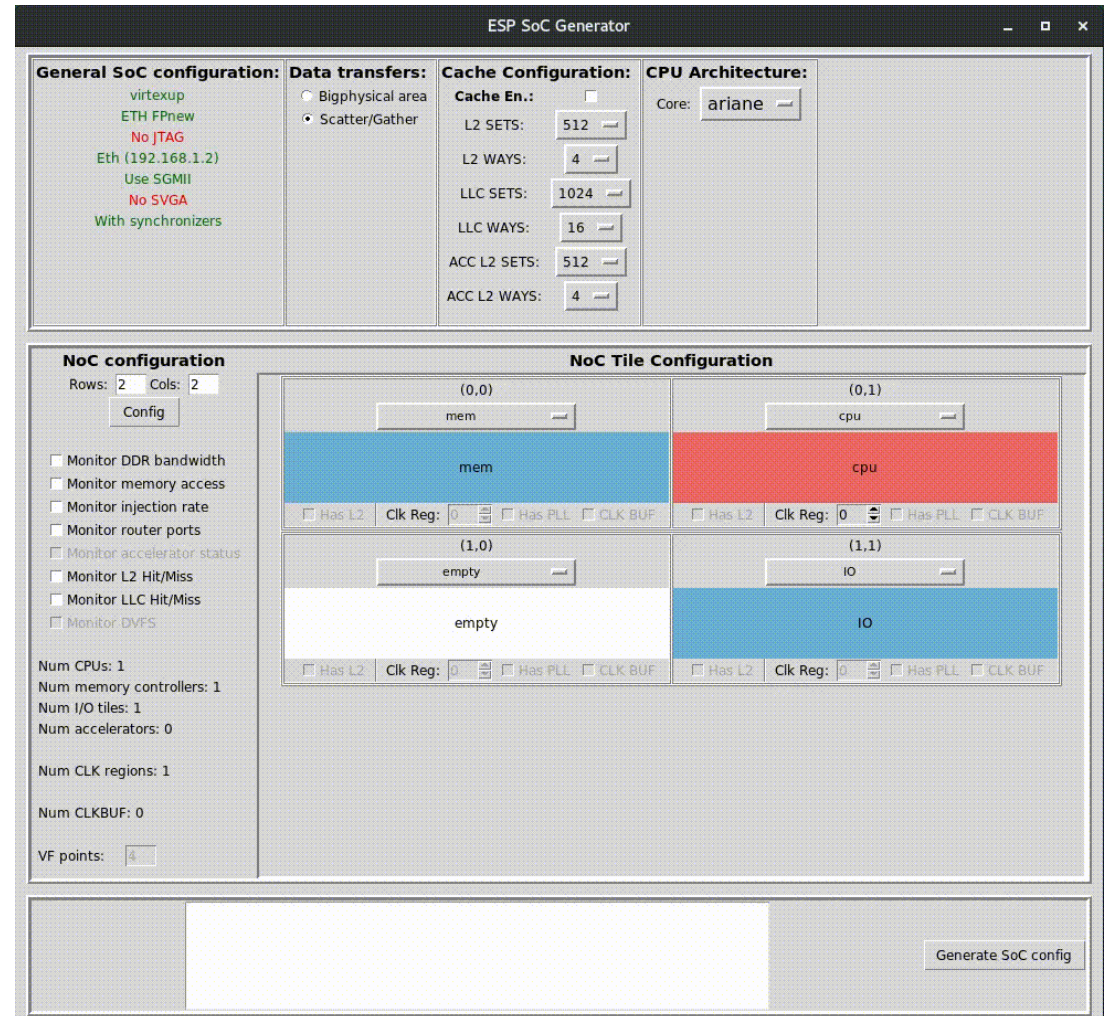 ESP SoC Generator
General SoC configuration:
virtexup
ETH FPnew
No JTAG
Eth (192.168.1.2)
Use SGMII
No SVGA
With synchronizers
Data transfers:
Bigphysical area
Scatter/Gather
Cache Configuration:
Cache En.:
L2 SETS: 512
L2 WAYS: 4
LLC SETS: 1024
LLC WAYS: 16
ACC L2 SETS: 512
ACC L2 WAYS: 4
CPU Architecture:
Core: ariane
NoC configuration
Rows: 2 Cols: 2
Config
Monitor DDR bandwidth
Monitor memory access
Monitor injection rate
Monitor router ports
Monitor accelerator status
Monitor L2 Hit/Miss
Monitor LLC Hit/Miss
Monitor DVFS
Num CPUs: 1
Num memory controllers: 1
Num I/O tiles: 1
Num accelerators: 0
Num CLK regions: 1
Num CLKBUF: 0
VF points: 4
NoC Tile Configuration
(0,0)
mem
mem
Has L2 Clk Reg: 0 Has PLL CLK BUF
(0,1)
cpu
cpu
Has L2 Clk Reg: 0 Has PLL CLK BUF
(1,0)
empty
empty
Has L2 Clk Reg: 0 Has PLL CLK BUF
(1,1)
IO
IO
Has L2 Clk Reg: 0 Has PLL CLK BUF
Generate SoC config